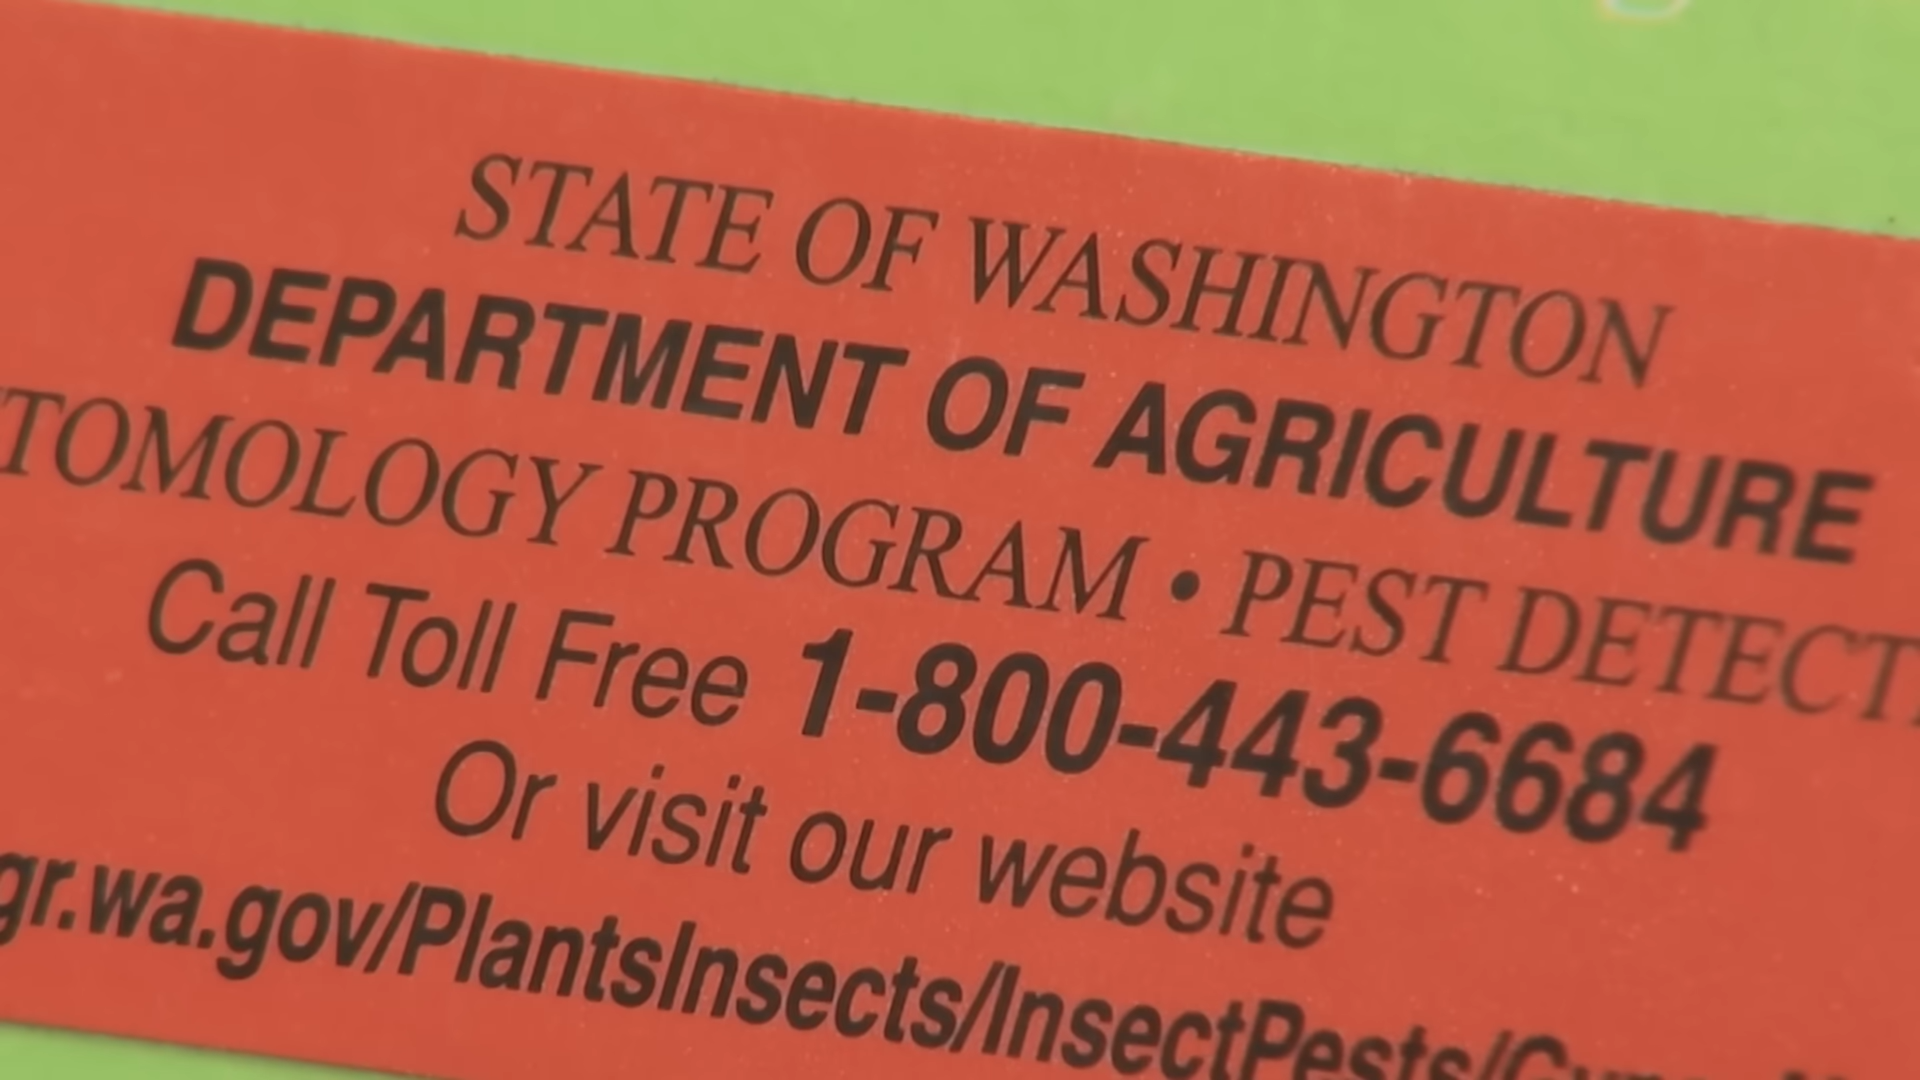 STATE OF WASHINGTON
DEPARTMENT OF AGRICULTURE
TOMOLOGY PROGRAM • PEST DETECT
Call Toll Free 1-800-443-6684
Or visit our website
gr.wa.gov/PlantsInsects/InsectPests/